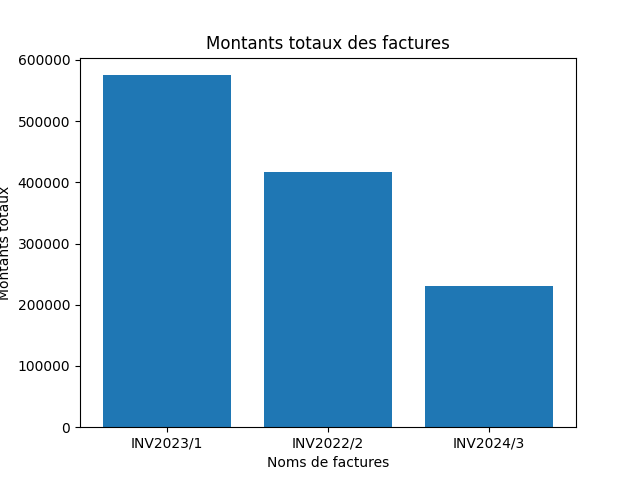 Montants totaux des factures
600000
500000
400000
300000
200000
100000
0
Montants totaux
INV2023/1 INV2022/2 INV2024/3
Noms de factures